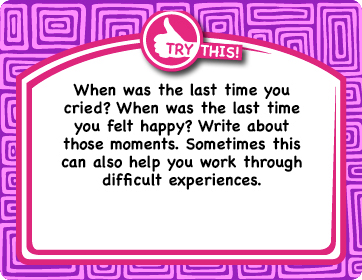 TRY THIS!
When was the last time you
cried? When was the last time
you felt happy? Write about
those moments. Sometimes this
can also help you work through
difficult experiences.